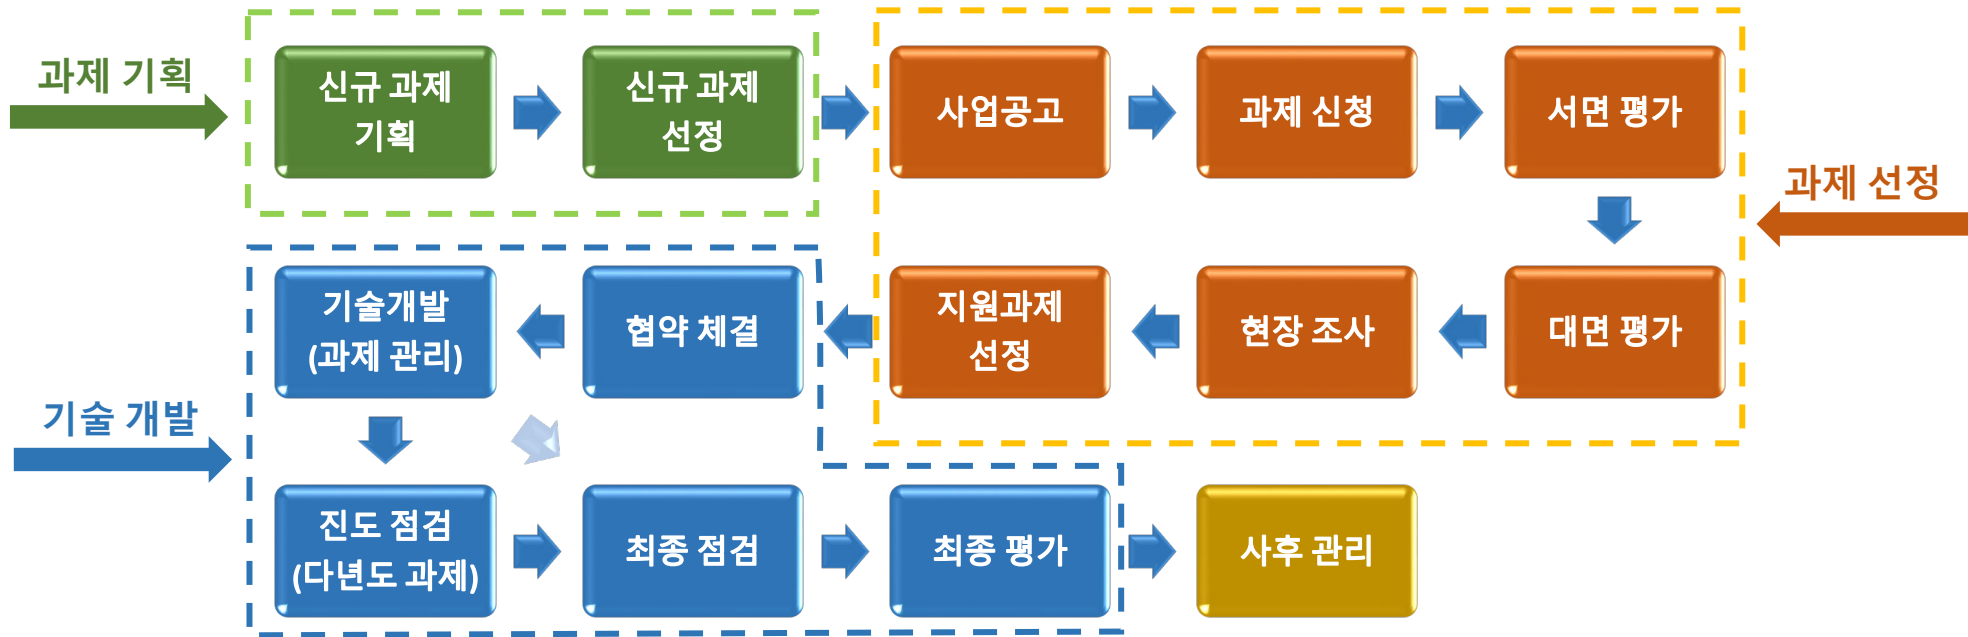 과제 기획
신규 과제
기획
신규 과제
선정
사업공고
과제 신청
서면 평가
과제 선정
대면 평가
현장 조사
지원과제
선정
협약 체결
기술개발
(과제 관리)
기술 개발
진도 점검
(다년도 과제)
최종 점검
최종 평가
사후 관리